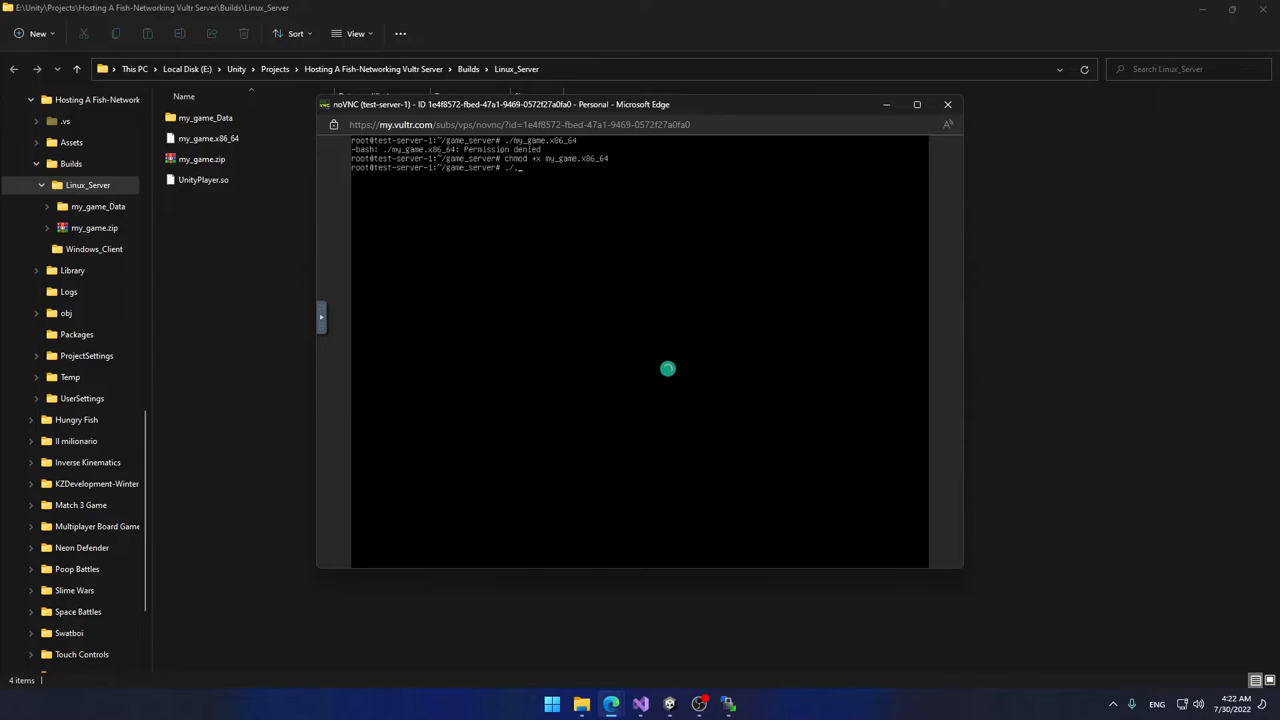 E:\Unity\Projects\Hosting A Fish-Networking Vultr Server\Builds\Linux_Server
New
Sort
View
This PC
Local Disk (E:)
Unity
Projects
Hosting A Fish-Networking Vultr Server
Builds
Linux_Server
Search Linux_Server
Hosting A Fish-Network
.vs
Assets
Builds
Linux_Server
my_game_Data
my_game.zip
Windows_Client
Library
Logs
obj
Packages
ProjectSettings
Temp
UserSettings
Hungry Fish
Il milionario
Inverse Kinematics
KZDevelopment-Winter
Match 3 Game
Multiplayer Board Game
Neon Defender
Poop Battles
Slime Wars
Space Battles
Swatboi
Touch Controls
Name
my_game_Data
my_game.x86_64
my_game.zip
UnityPlayer.so
VNC
noVNC (test-server-1) - ID 1e4f8572-fbed-47a1-9469-0572f27a0fa0 - Personal - Microsoft Edge
https://my.vultr.com/subs/vps/novnc/?id=1e4f8572-fbed-47a1-9469-0572f27a0fa0
root@test-server-1:~/game_server# ./my_game.x86_64
-bash: ./my_game.x86_64: Permission denied
root@test-server-1:~/game_server# chmod +x my_game.x86_64
root@test-server-1:~/game_server# ./._
4 items
ENG
4:22 AM
7/30/2022